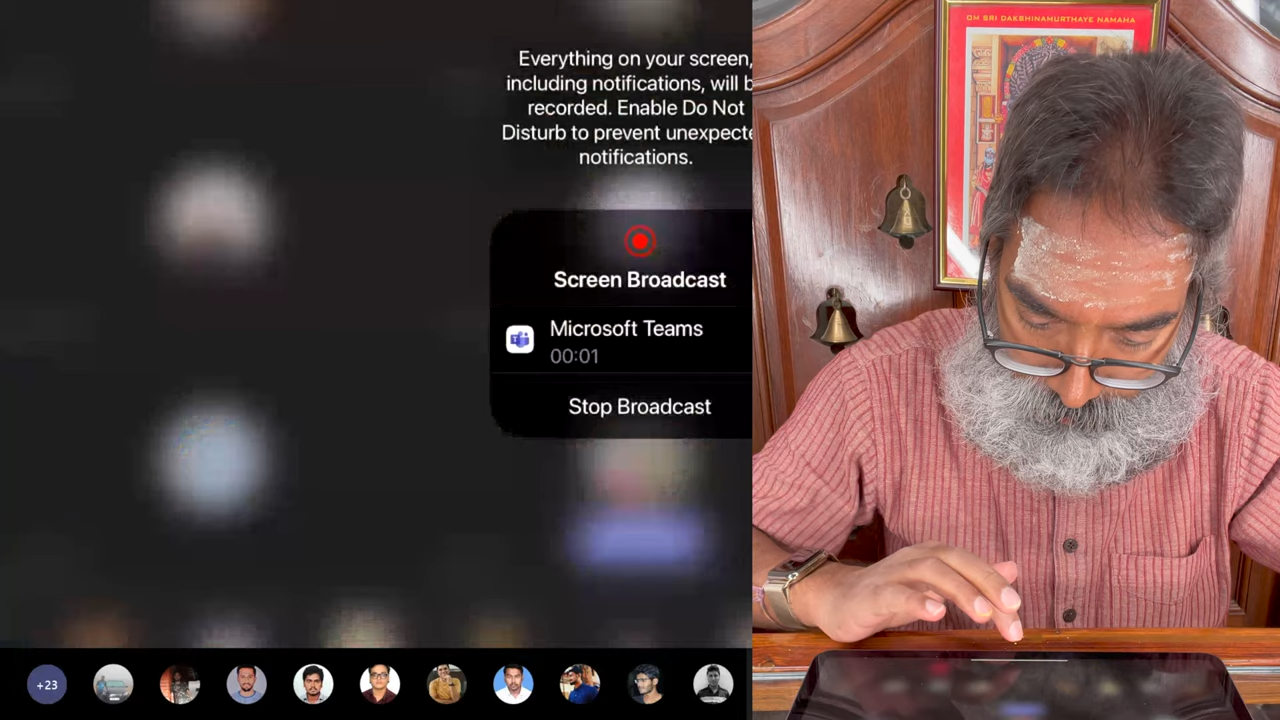 Everything on your screen,
including notifications, will b
recorded. Enable Do Not
Disturb to prevent unexpecte
notifications.
Screen Broadcast
Microsoft Teams
00:01
Stop Broadcast
+23
OM SRI DAKSHINAMURTHAYE NAMAHA